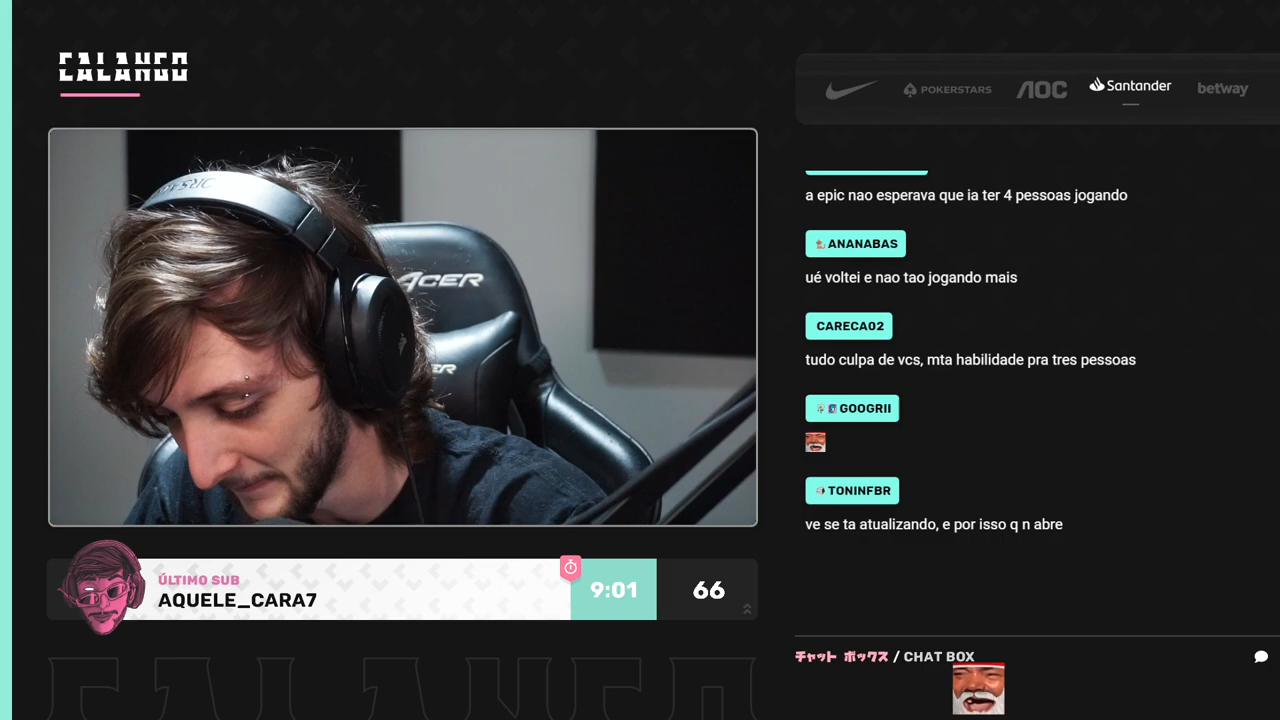 CALANGO
POKERSTARS
AOC
Santander
betway
a epic nao esperava que ia ter 4 pessoas jogando
ANANABAS
ué voltei e nao tao jogando mais
CARECA02
tudo culpa de vcs, mta habilidade pra tres pessoas
GOOGRII
TONINFBR
ve se ta atualizando, e por isso q n abre
ACER
ÚLTIMO SUB
AQUELE_CARA7
9:01
66
チャット ボックス / CHAT BOX
CALANGO